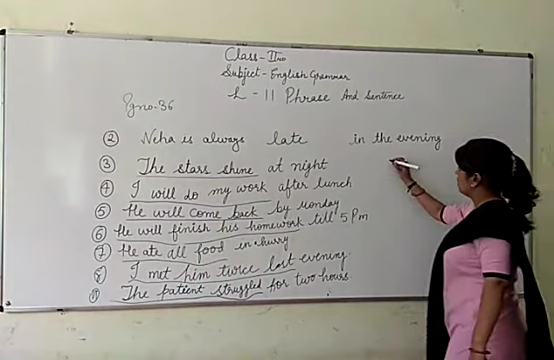 Class - II
Subject - English Grammar
Pg no. 36
L - 11 Phrase And Sentence
② Neha is always late in the evening
③ The stars shine at night
④ I will do my work after lunch
⑤ He will come back by monday
⑥ He will finish his homework till 5 Pm
⑦ He ate all food in hurry
⑧ I met him twice last evening
The patient struggled for two hours